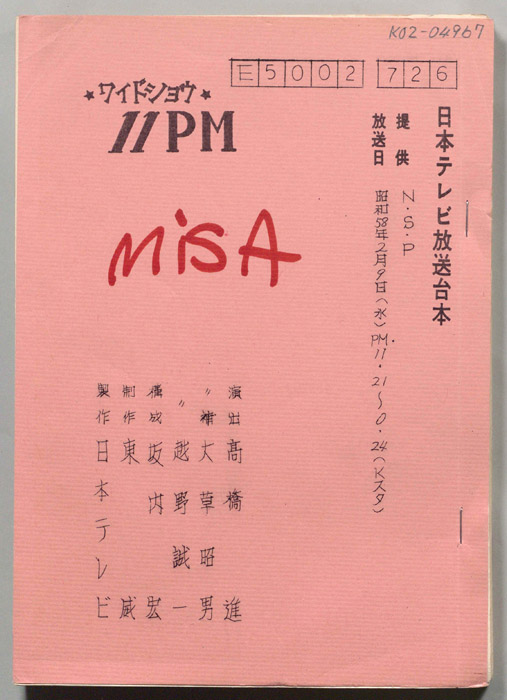 K02-04967
E5002 726
★ワイドショウ★
11PM
MiSA
日本テレビ放送台本
提供 N・S・P
放送日 昭和58年2月9日(水)PM・11・21〜0・24(Kスタ)
演出 高橋 進
〃 大草昭男
〃 越野誠一
構成 坂内 宏
制作 東 威
製作 日本テレビ